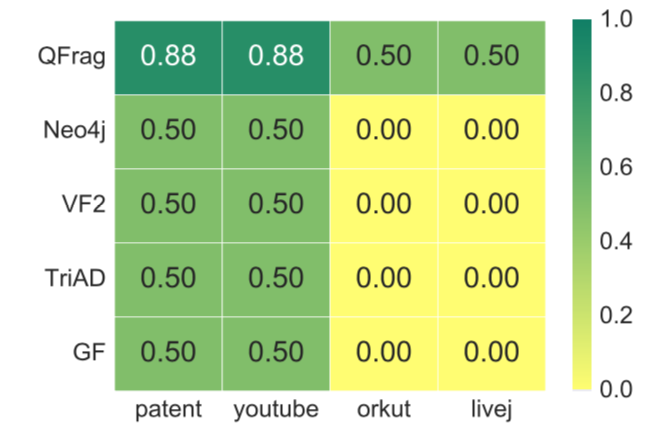 1.0
QFrag 0.88 0.88 0.50 0.50
0.8
Neo4j 0.50 0.50 0.00 0.00
0.6
VF2 0.50 0.50 0.00 0.00
0.4
TriAD 0.50 0.50 0.00 0.00
0.2
GF 0.50 0.50 0.00 0.00
0.0
patent youtube orkut livej